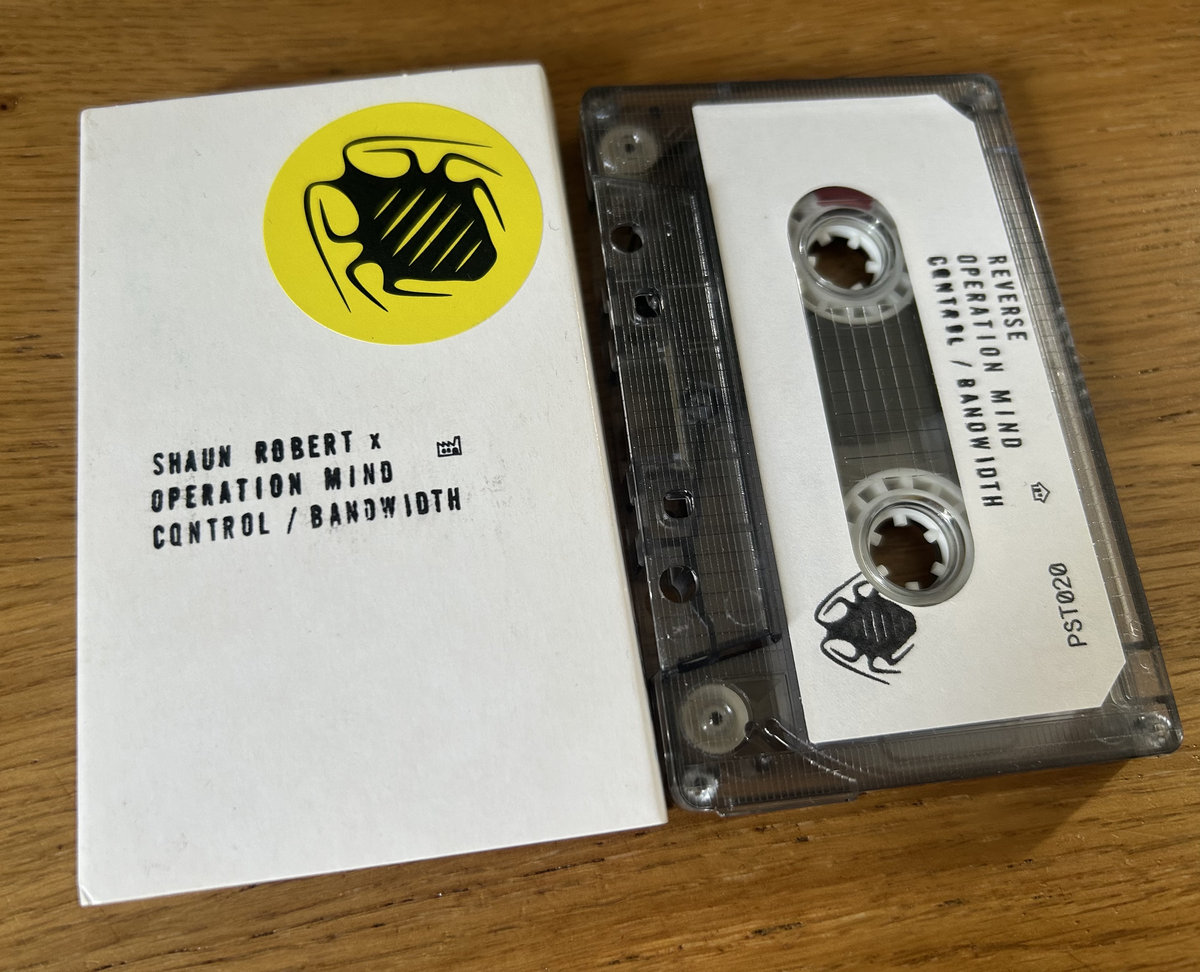 SHAUN ROBERT x
OPERATION MIND
CONTROL / BANDWIDTH
REVERSE
OPERATION MIND
CONTROL / BANDWIDTH
PST020